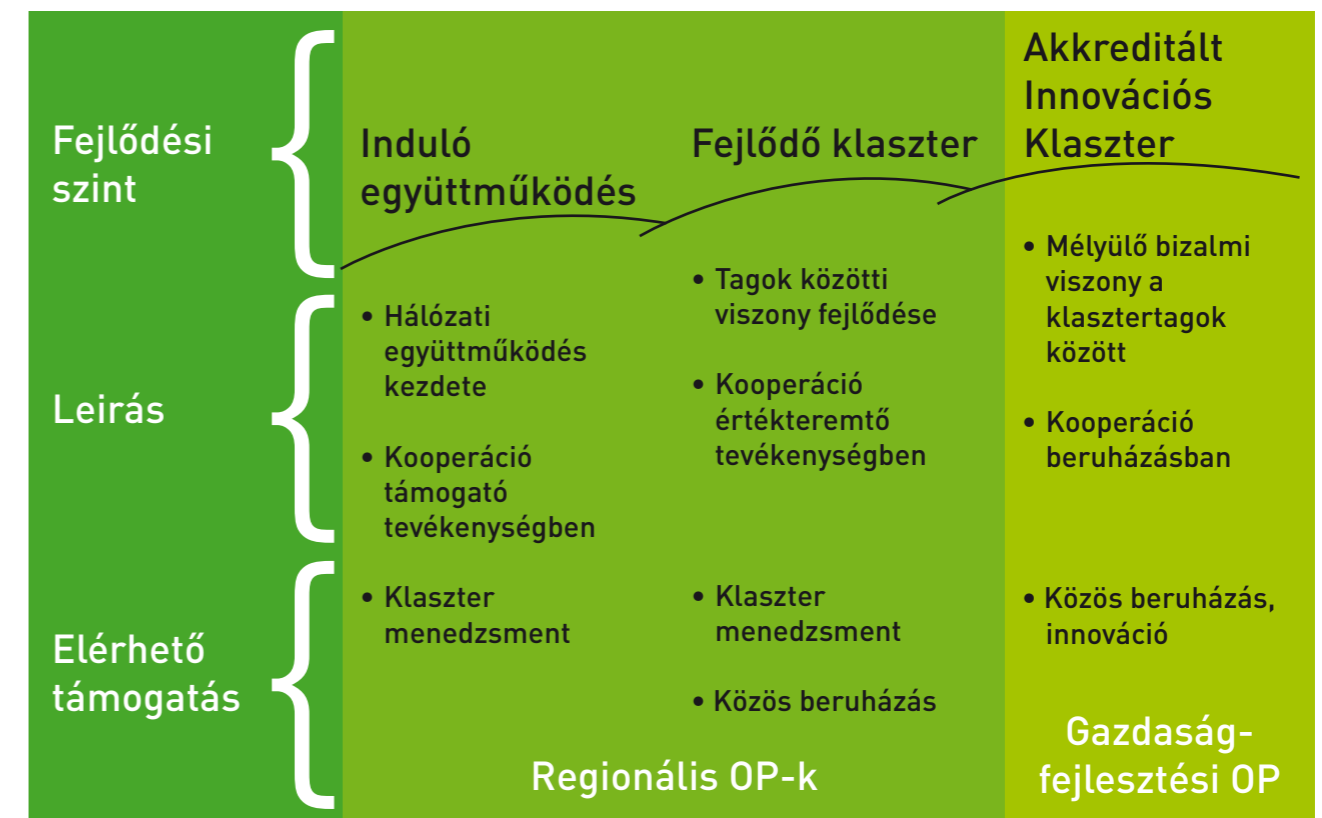 Fejlődési
szint
Induló
együttműködés
Fejlődő klaszter
Akkreditált
Innovációs
Klaszter
Leirás
• Hálózati
együttműködés
kezdete
• Kooperáció
támogató
tevékenységben
• Tagok közötti
viszony fejlődése
• Kooperáció
értékteremtő
tevékenységben
• Mélyülő bizalmi
viszony a
klasztertagok
között
• Kooperáció
beruházásban
Elérhető
támogatás
• Klaszter
menedzsment
• Klaszter
menedzsment
• Közös beruházás
• Közös beruházás,
innováció
Regionális OP-k
Gazdaság-
fejlesztési OP